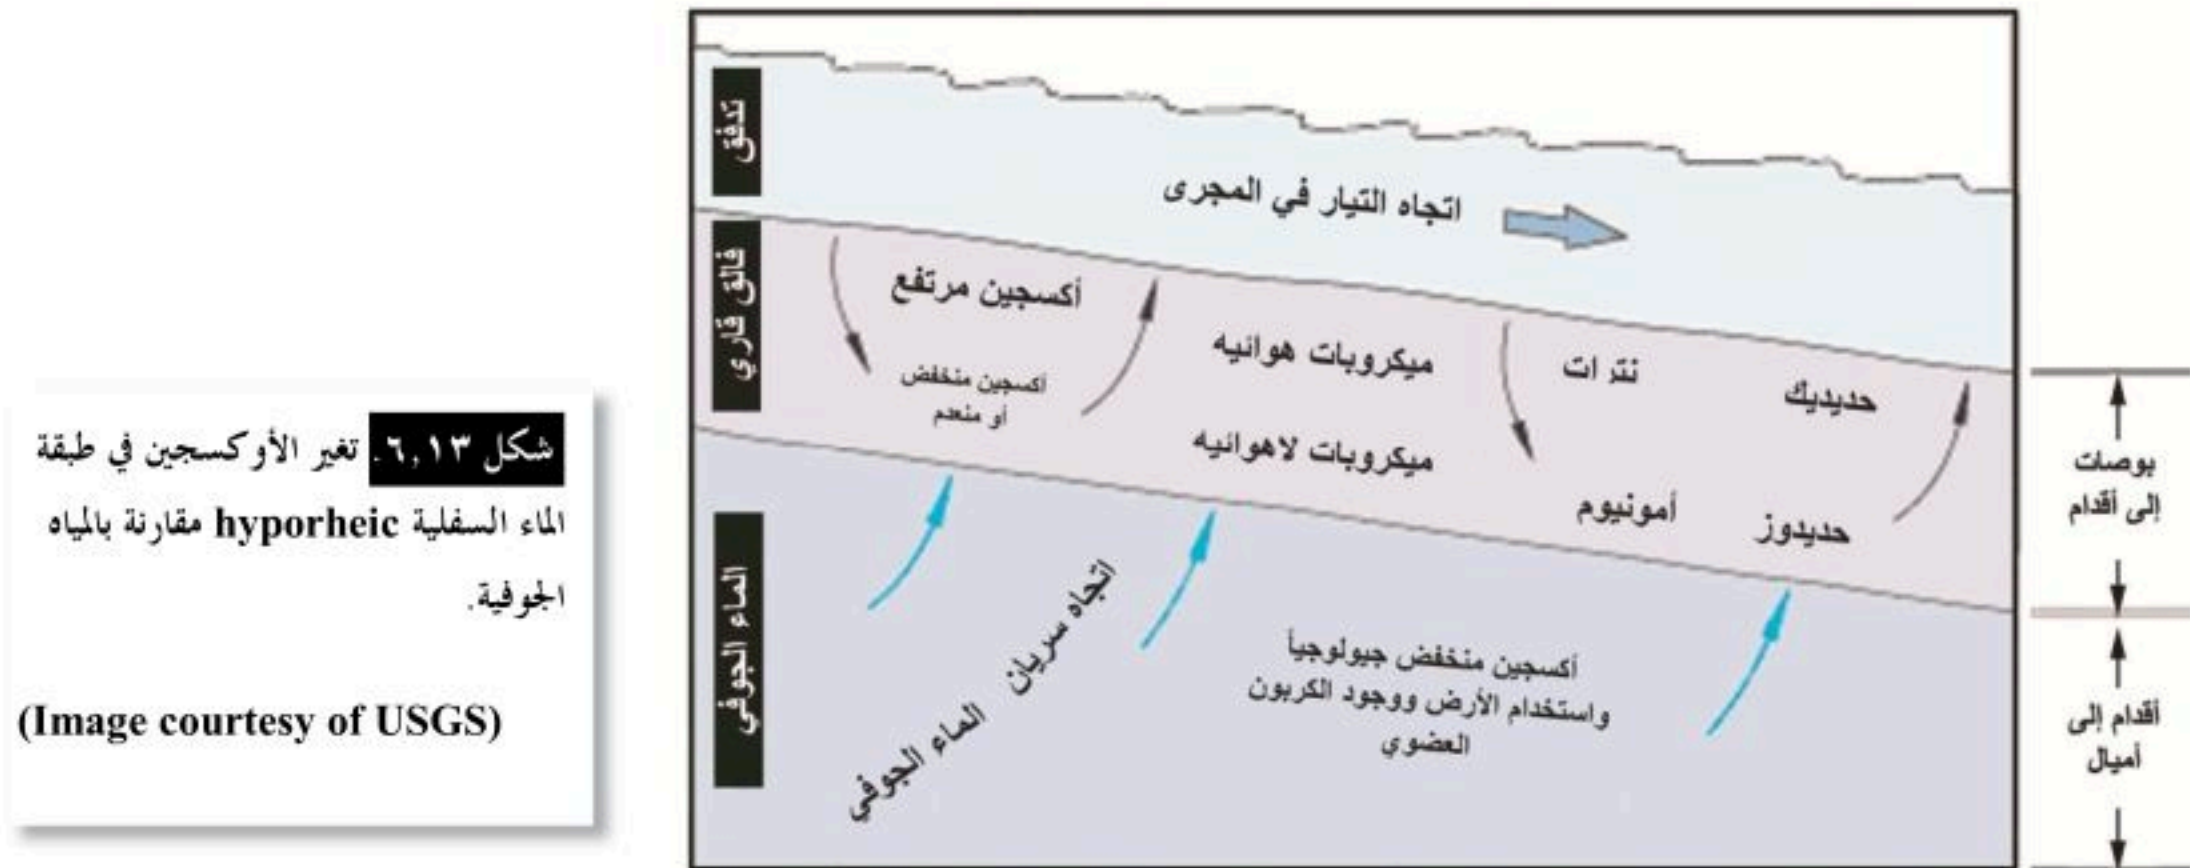 شكل ٦,١٣. تغير الأوكسجين في طبقة
الماء السفلية hyporheic مقارنة بالمياه
الجوفية.
(Image courtesy of USGS)
تدفق
اتجاه التيار في المجرى
فالق قاري
أكسجين مرتفع
أكسجين منخفض
أو منعدم
ميكروبات هوائيه
ميكروبات لاهوائيه
نترات
أمونيوم
حديديك
حديدوز
الماء الجوفي
اتجاه سريان الماء الجوفي
أكسجين منخفض جيولوجياً
واستخدام الأرض ووجود الكربون
العضوي
بوصات
إلى أقدام
أقدام إلى
أميال